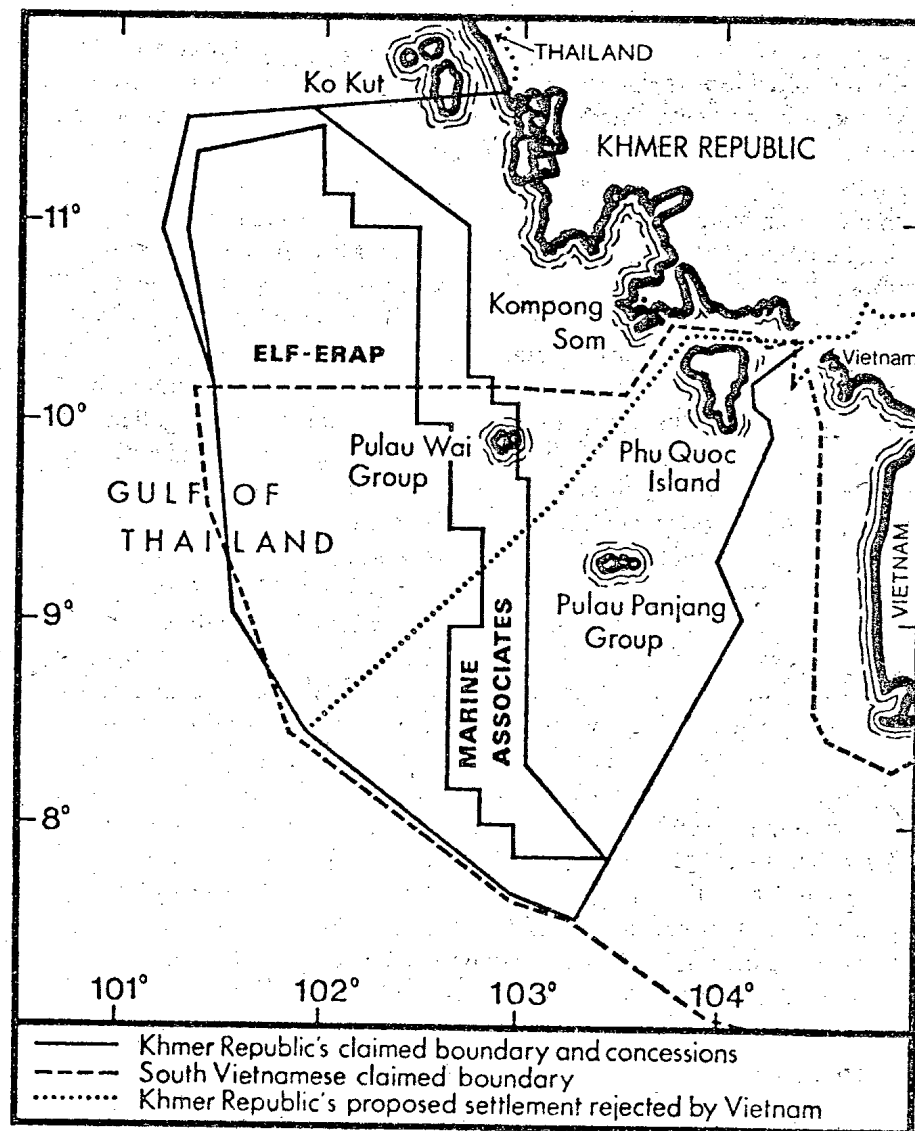 THAILAND
Ko Kut
KHMER REPUBLIC
11°
Kompong
Som
ELF-ERAP
Vietnam
10°
Pulau Wai
Group
Phu Quoc
Island
GULF OF
THAILAND
9°
Pulau Panjang
Group
VIETNAM
MARINE
ASSOCIATES
8°
101°
102°
103°
104°
Khmer Republic's claimed boundary and concessions
South Vietnamese claimed boundary
Khmer Republic's proposed settlement rejected by Vietnam